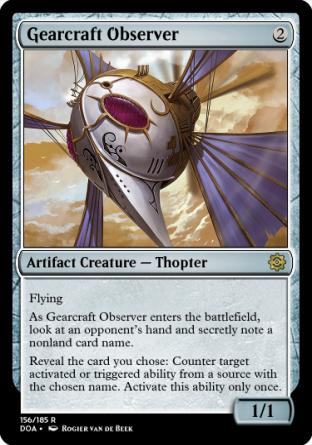 Gearcraft Observer 2
Artifact Creature — Thopter
Flying
As Gearcraft Observer enters the battlefield,
look at an opponent's hand and secretly note a
nonland card name.
Reveal the card you chose: Counter target
activated or triggered ability from a source with
the chosen name. Activate this ability only once.
1/1
156/185 R
DOA • Rogier van de Beek